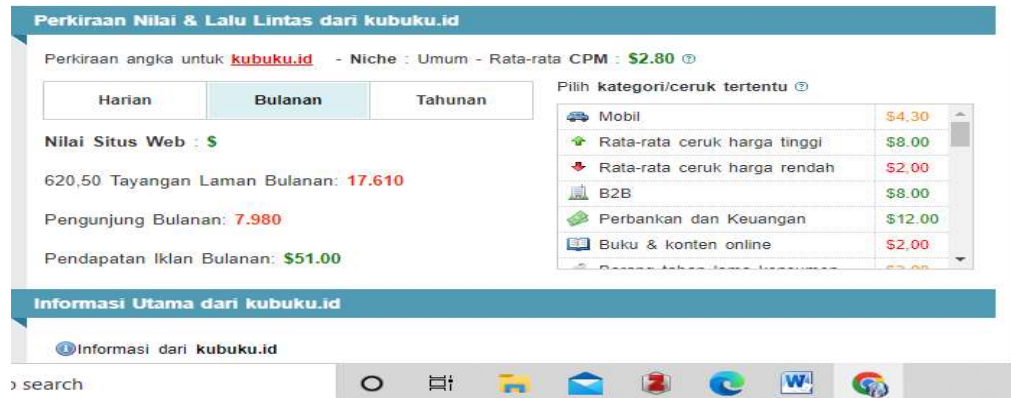 Perkiraan Nilai & Lalu Lintas dari kubuku.id
Perkiraan angka untuk kubuku.id - Niche : Umum - Rata-rata CPM : $2.80
Harian Bulanan Tahunan
Nilai Situs Web : $
620,50 Tayangan Laman Bulanan: 17.610
Pengunjung Bulanan: 7.980
Pendapatan Iklan Bulanan: $51.00
Pilih kategori/ceruk tertentu
Mobil $4,30
Rata-rata ceruk harga tinggi $8.00
Rata-rata ceruk harga rendah $2,00
B2B $8.00
Perbankan dan Keuangan $12.00
Buku & konten online $2,00
Informasi Utama dari kubuku.id
Informasi dari kubuku.id
search